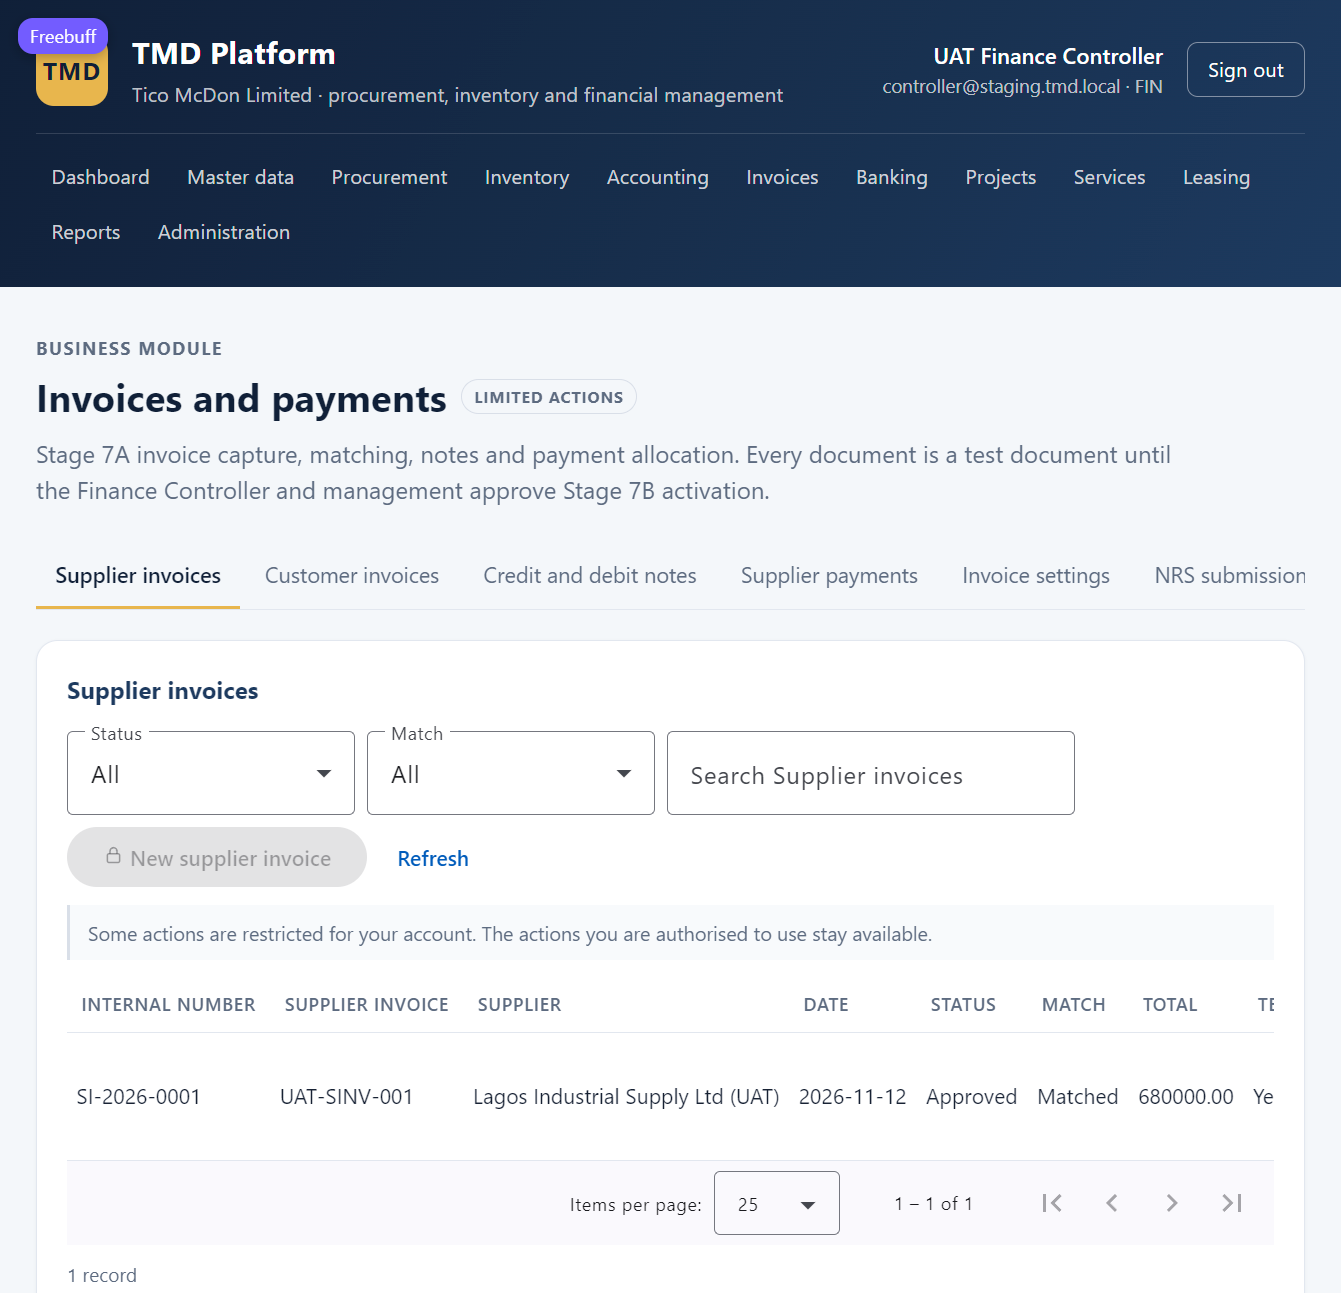 Freebuff
TMD
TMD Platform
Tico McDon Limited · procurement, inventory and financial management
UAT Finance Controller
controller@staging.tmd.local · FIN
Sign out
Dashboard Master data Procurement Inventory Accounting Invoices Banking Projects Services Leasing
Reports Administration
BUSINESS MODULE
Invoices and payments LIMITED ACTIONS
Stage 7A invoice capture, matching, notes and payment allocation. Every document is a test document until
the Finance Controller and management approve Stage 7B activation.
Supplier invoices Customer invoices Credit and debit notes Supplier payments Invoice settings NRS submission
Supplier invoices
Status
All
Match
All
Search Supplier invoices
New supplier invoice Refresh
Some actions are restricted for your account. The actions you are authorised to use stay available.
INTERNAL NUMBER SUPPLIER INVOICE SUPPLIER DATE STATUS MATCH TOTAL TE
SI-2026-0001 UAT-SINV-001 Lagos Industrial Supply Ltd (UAT) 2026-11-12 Approved Matched 680000.00 Ye
Items per page: 25 1 – 1 of 1
1 record